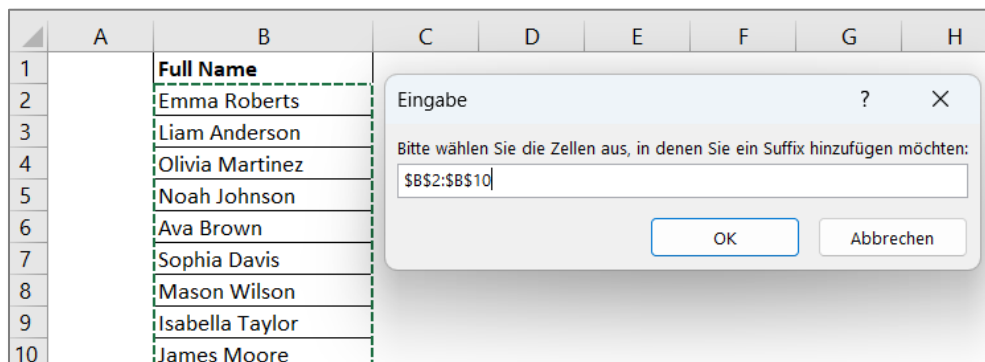 A B C D E F G H
1 Full Name
2 Emma Roberts
3 Liam Anderson
4 Olivia Martinez
5 Noah Johnson
6 Ava Brown
7 Sophia Davis
8 Mason Wilson
9 Isabella Taylor
10 James Moore
Eingabe ?
Bitte wählen Sie die Zellen aus, in denen Sie ein Suffix hinzufügen möchten:
$B$2:$B$10
OK Abbrechen